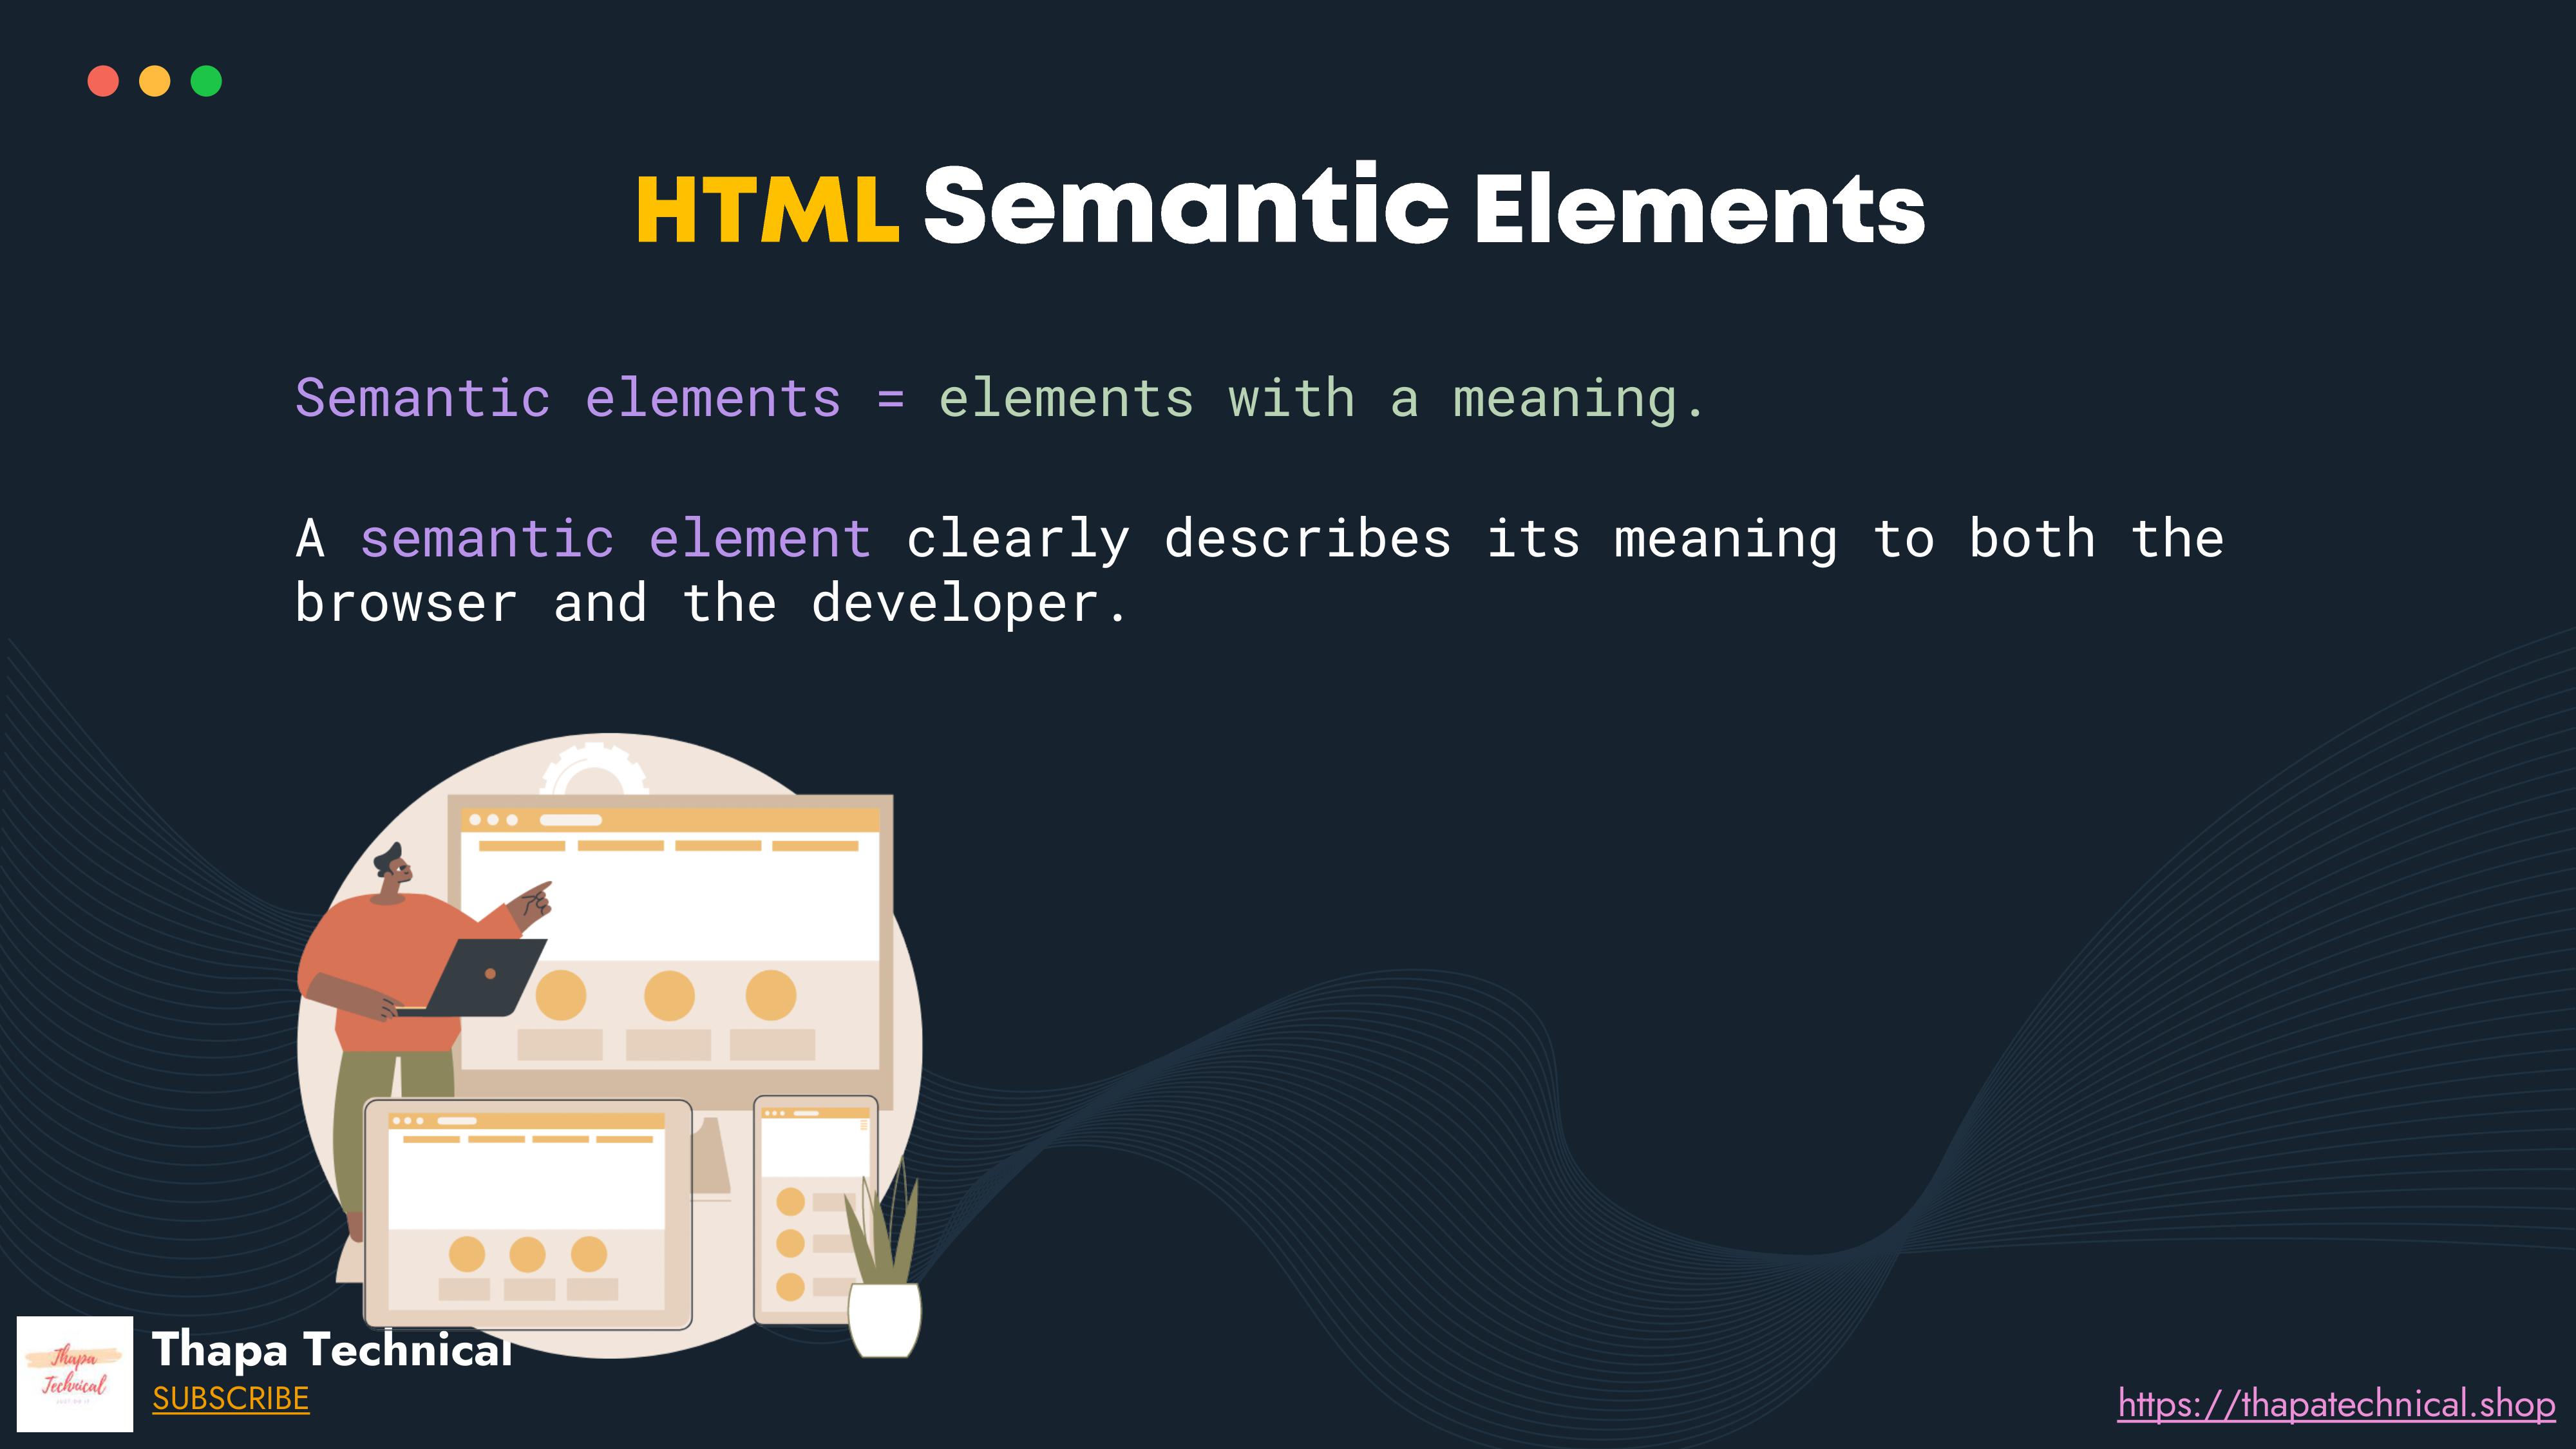 HTML Semantic Elements
Semantic elements = elements with a meaning.
A semantic element clearly describes its meaning to both the
browser and the developer.
Thapa
Technical
Thapa Technical
SUBSCRIBE
https://thapatechnical.shop